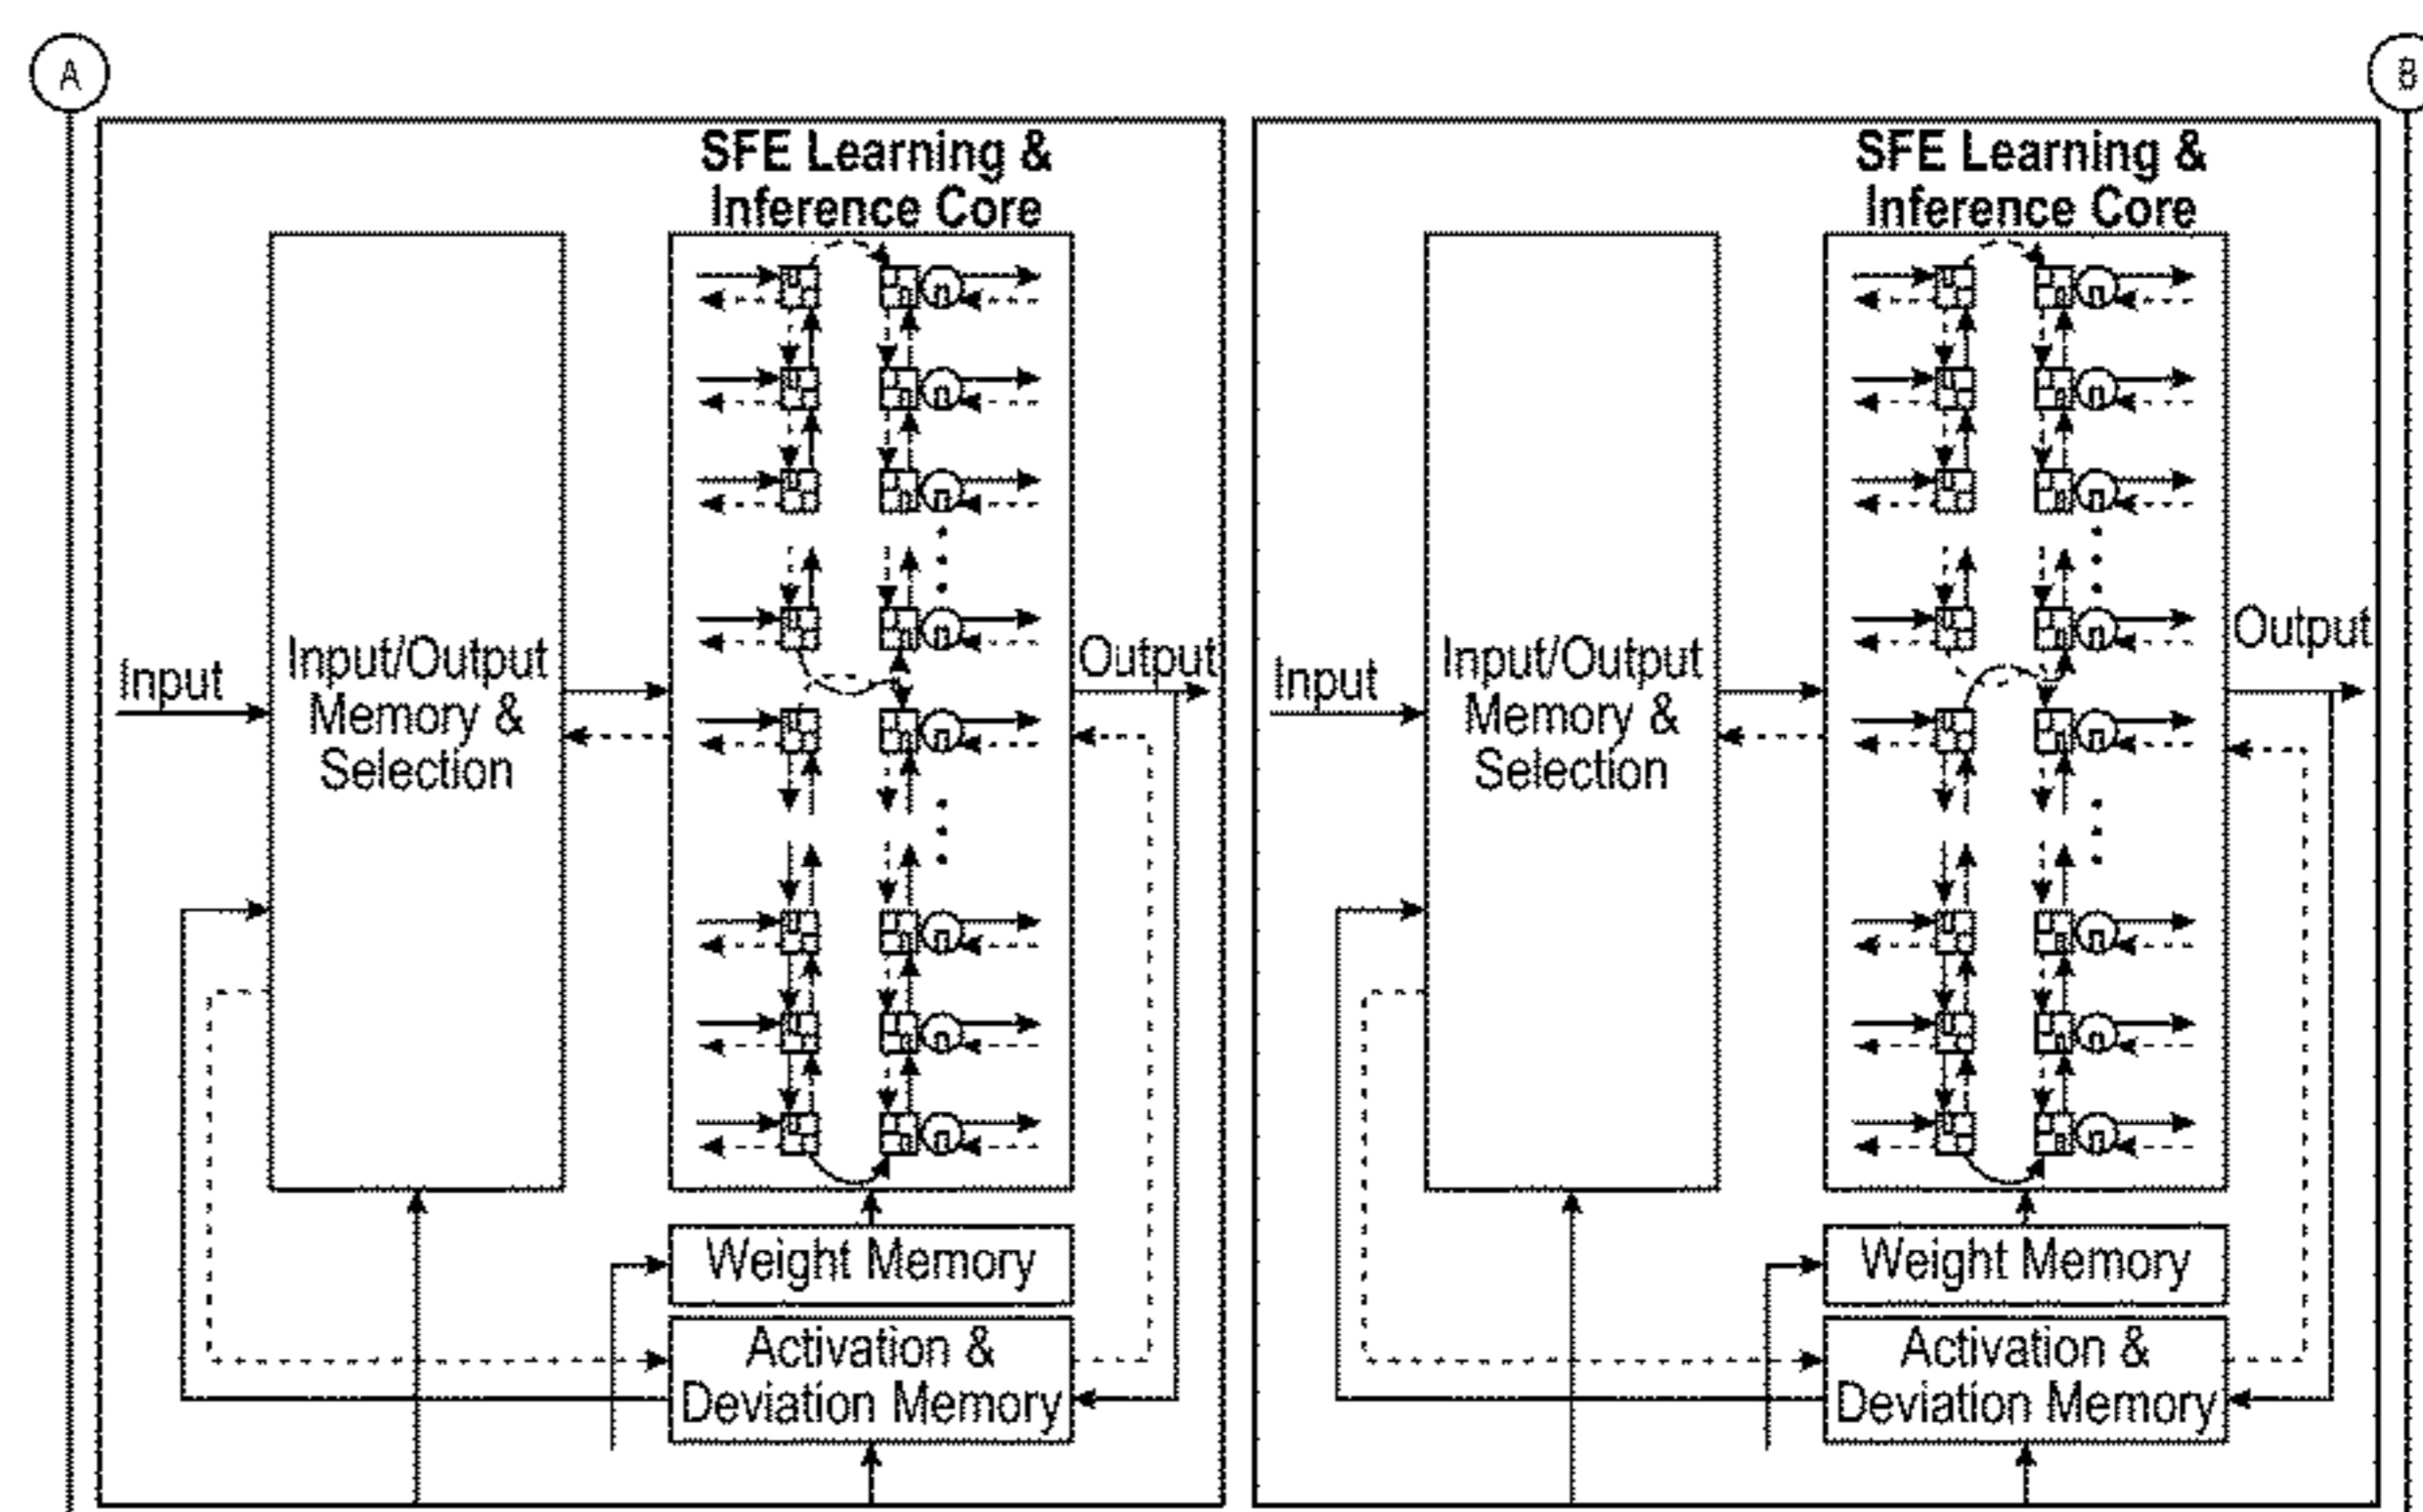 A
B
SFE Learning &
Inference Core
Input
Input/Output
Memory &
Selection
Output
Weight Memory
Activation &
Deviation Memory
SFE Learning &
Inference Core
Input
Input/Output
Memory &
Selection
Output
Weight Memory
Activation &
Deviation Memory